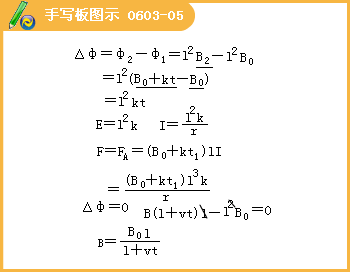 手写板图示 0603-05
ΔΦ=Φ₂-Φ₁=l²B₂-l²B₀
=l²(B₀+kt-B₀)
=l²kt
E=l²k I=l²k/r
F=F_A=(B₀+kt₁)lI
=(B₀+kt₁)l³k/r
ΔΦ=0 B(l+vt)l-l²B₀=0
B=B₀l/l+vt